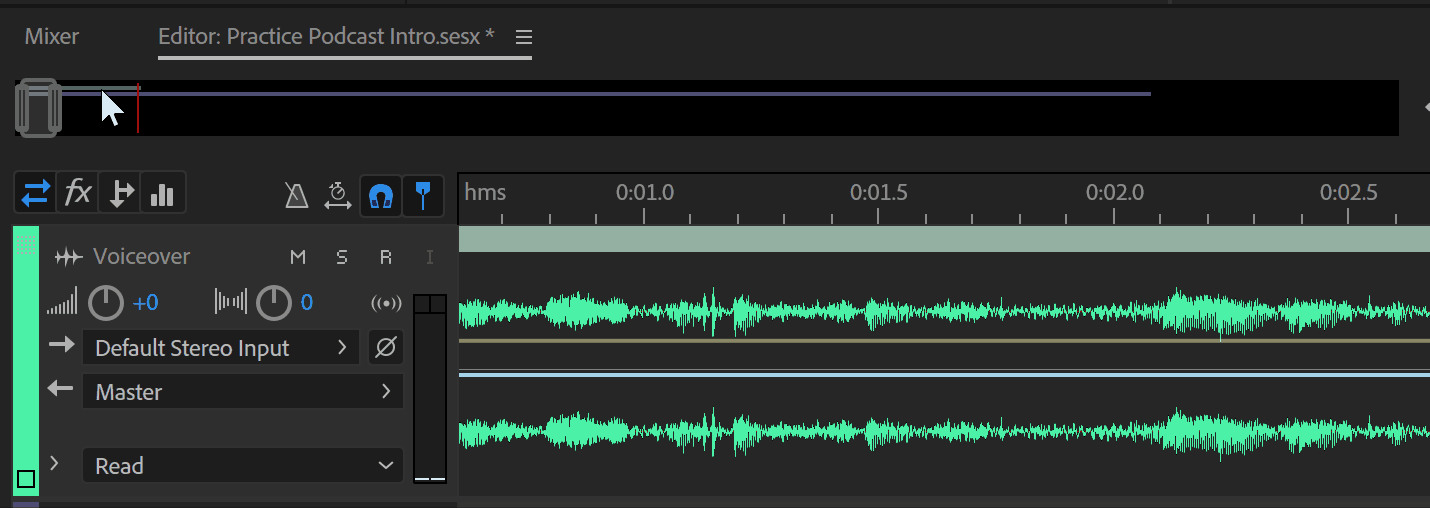 Mixer
Editor: Practice Podcast Intro.sesx *
fx
hms 0:01.0 0:01.5 0:02.0 0:02.5
Voiceover M S R I
+0 0
Default Stereo Input
Master
Read